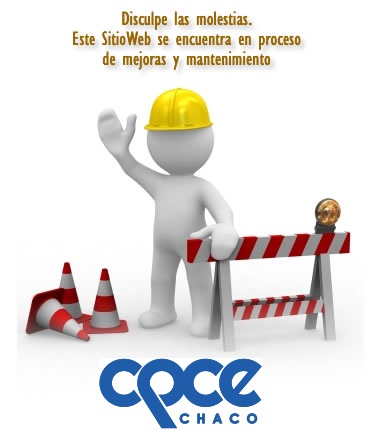 Disculpe las molestias.
Este SitioWeb se encuentra en proceso
de mejoras y mantenimiento
cpce
CHACO